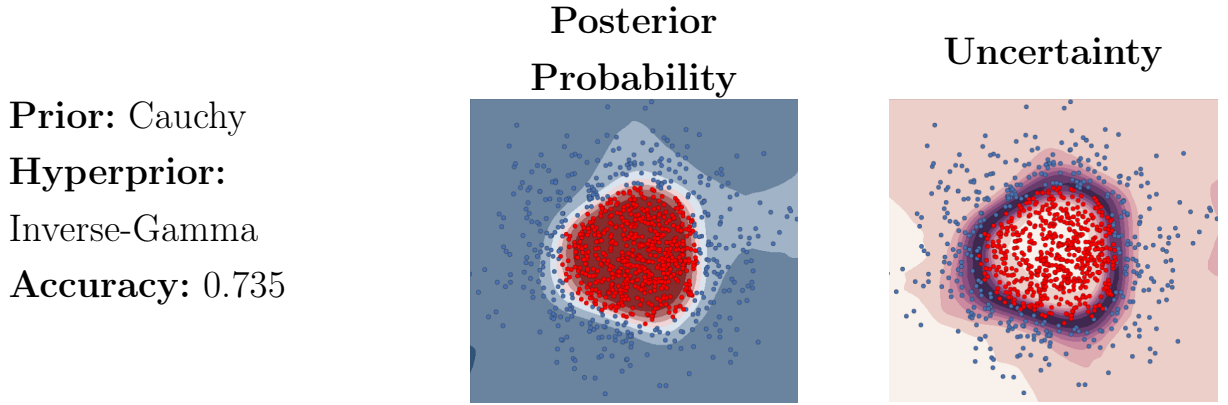 Prior: Cauchy
Hyperprior:
Inverse-Gamma
Accuracy: 0.735
Posterior
Probability
Uncertainty